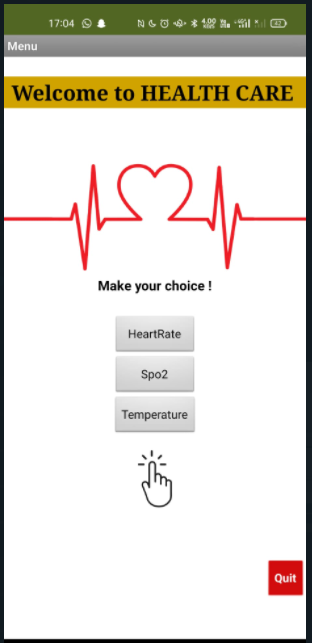 17:04
Menu
Welcome to HEALTH CARE
Make your choice !
HeartRate
Spo2
Temperature
Quit